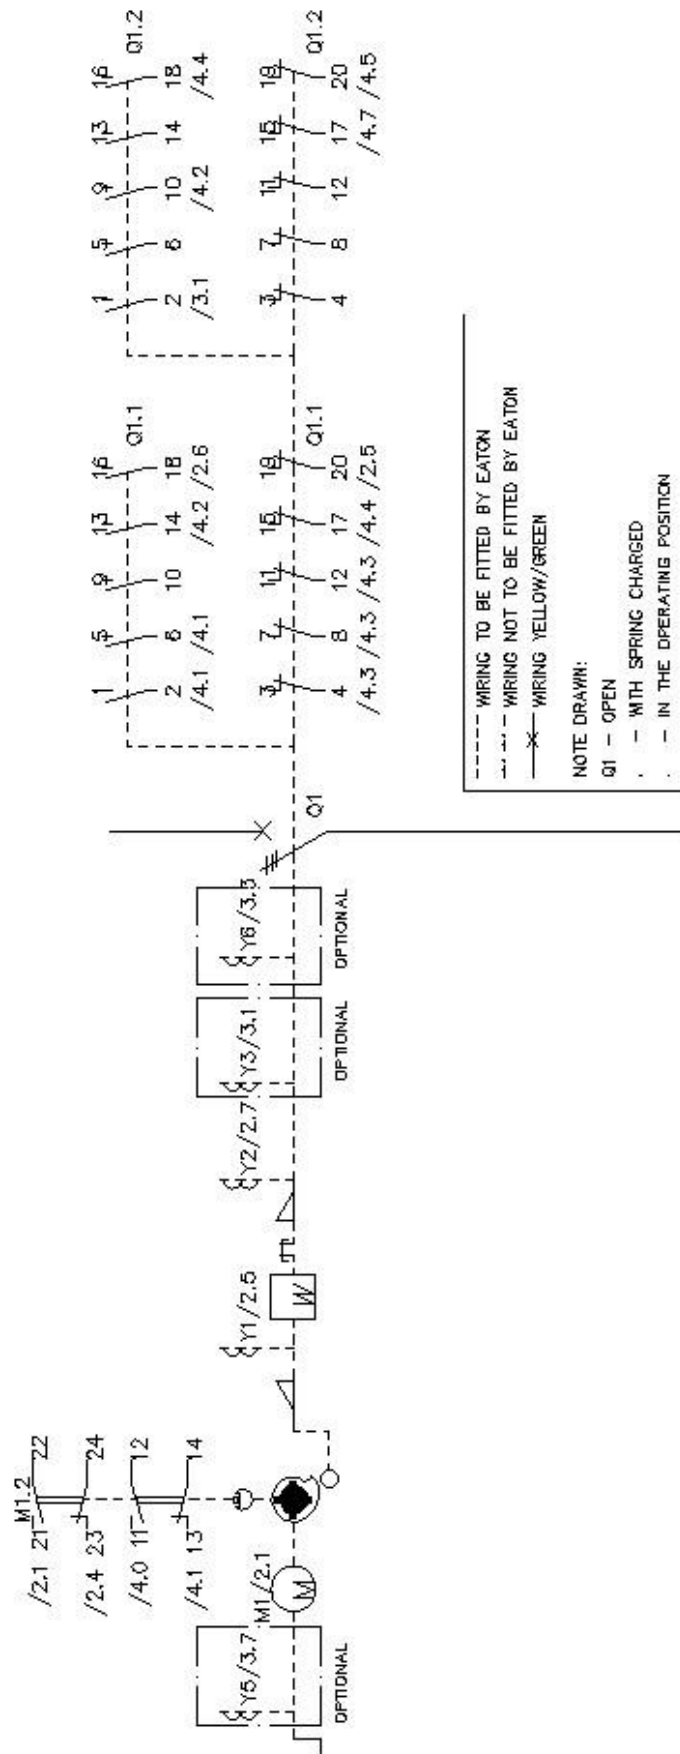 Q1.2
16
18
/4.4
13
14
9
10
/4.2
5
6
1
2
/3.1
Q1.2
19
20
/4.5
15
17
/4.7
11
12
7
8
3
4
Q1.1
16
18
/2.6
13
14
/4.2
9
10
5
6
/4.1
1
2
/4.1
Q1.1
19
20
/2.5
15
17
/4.4
11
12
/4.3
7
8
/4.3
3
4
/4.3
WIRING TO BE FITTED BY EATON
WIRING NOT TO BE FITTED BY EATON
WIRING YELLOW/GREEN
NOTE DRAWN:
Q1 - OPEN
. - WITH SPRING CHARGED
. - IN THE OPERATING POSITION
Q1
Y6/3.3
OPTIONAL
Y3/3.1
OPTIONAL
Y2/2.7
Y1/2.5
W
M1.2
/2.1 21 22
/2.4 23 24
/4.0 11 12
/4.1 13 14
M1/2.1
M
Y5/3.7
OPTIONAL